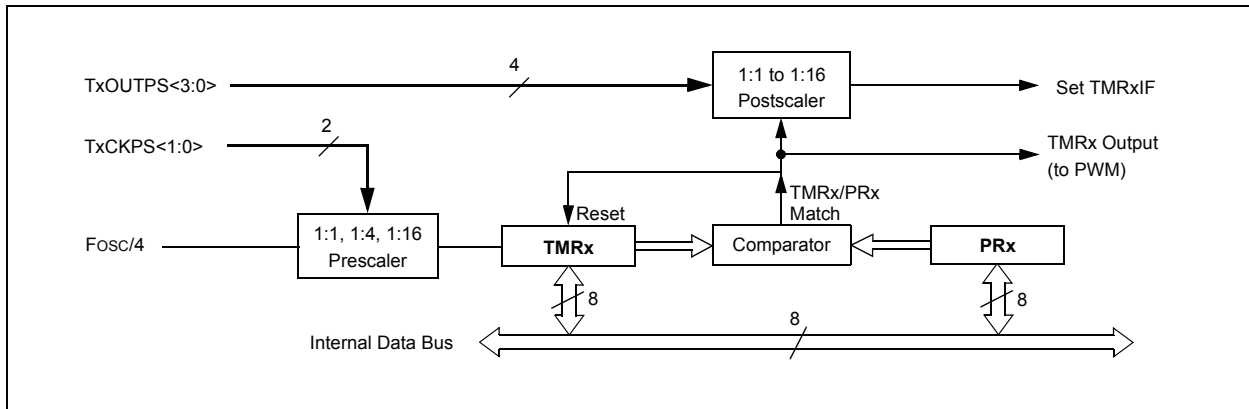 TxOUTPS<3:0>
4
1:1 to 1:16
Postscaler
Set TMRxIF
TxCKPS<1:0>
2
TMRx Output
(to PWM)
TMRx/PRx
Match
Reset
FOSC/4
1:1, 1:4, 1:16
Prescaler
TMRx
Comparator
PRx
8
8
8
Internal Data Bus